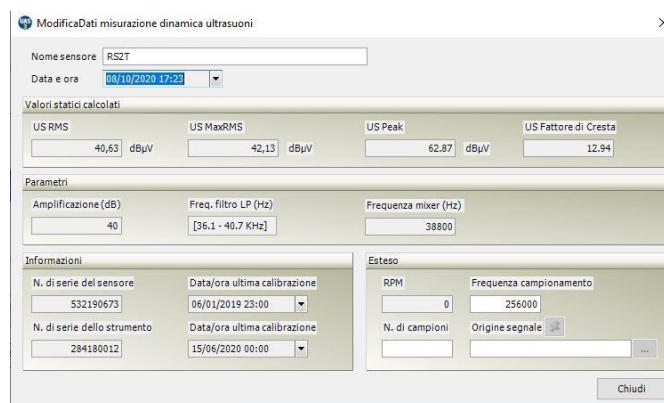 ModificaDati misurazione dinamica ultrasuoni
Nome sensore RS2T
Data e ora 08/10/2020 17:23
Valori statici calcolati
US RMS US MaxRMS US Peak US Fattore di Cresta
40,63 dBµV 42,13 dBµV 62.87 dBµV 12.94
Parametri
Amplificazione (dB) Freq. filtro LP (Hz) Frequenza mixer (Hz)
40 [36.1 - 40.7 KHz] 38800
Informazioni Esteso
N. di serie del sensore Data/ora ultima calibrazione RPM Frequenza campionamento
532190673 06/01/2019 23:00 0 256000
N. di serie dello strumento Data/ora ultima calibrazione N. di campioni Origine segnale
284180012 15/06/2020 00:00 ...
Chiudi